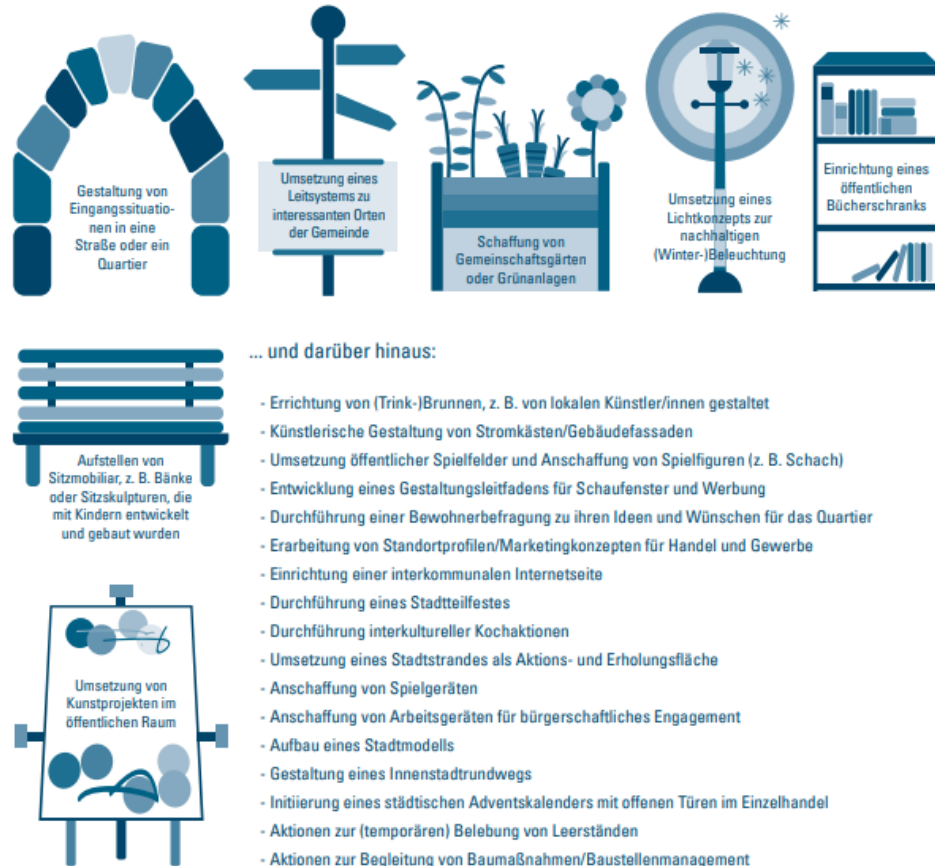 Gestaltung von
Eingangssituatio-
nen in eine
Straße oder ein
Quartier
Umsetzung eines
Leitsystems zu
interessanten Orten
der Gemeinde
Schaffung von
Gemeinschaftsgärten
oder Grünanlagen
Umsetzung eines
Lichtkonzepts zur
nachhaltigen
(Winter-)Beleuchtung
Einrichtung eines
öffentlichen
Bücherschranks
Aufstellen von
Sitzmobiliar, z. B. Bänke
oder Sitzskulpturen, die
mit Kindern entwickelt
und gebaut wurden
Umsetzung von
Kunstprojekten im
öffentlichen Raum
... und darüber hinaus:
- Errichtung von (Trink-)Brunnen, z. B. von lokalen Künstler/innen gestaltet
- Künstlerische Gestaltung von Stromkästen/Gebäudefassaden
- Umsetzung öffentlicher Spielfelder und Anschaffung von Spielfiguren (z. B. Schach)
- Entwicklung eines Gestaltungsleitfadens für Schaufenster und Werbung
- Durchführung einer Bewohnerbefragung zu ihren Ideen und Wünschen für das Quartier
- Erarbeitung von Standortprofilen/Marketingkonzepten für Handel und Gewerbe
- Einrichtung einer interkommunalen Internetseite
- Durchführung eines Stadtteilfestes
- Durchführung interkultureller Kochaktionen
- Umsetzung eines Stadtstrandes als Aktions- und Erholungsfläche
- Anschaffung von Spielgeräten
- Anschaffung von Arbeitsgeräten für bürgerschaftliches Engagement
- Aufbau eines Stadtmodells
- Gestaltung eines Innenstadtrundwegs
- Initiierung eines städtischen Adventskalenders mit offenen Türen im Einzelhandel
- Aktionen zur (temporären) Belebung von Leerständen
- Aktionen zur Begleitung von Baumaßnahmen/Baustellenmanagement